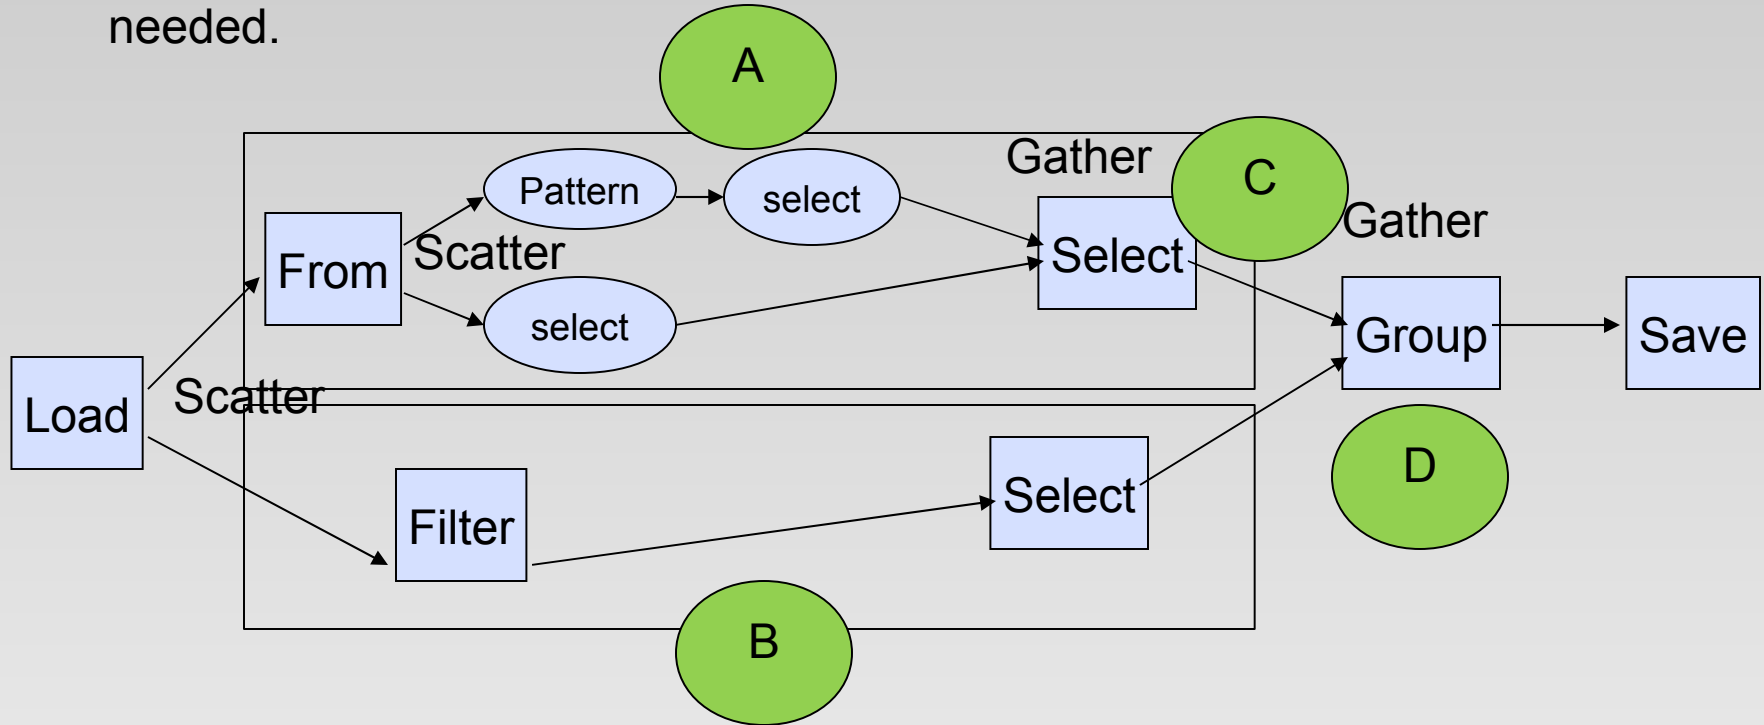 needed.
A
Gather
C
Pattern
select
Gather
From
Scatter
Select
select
Group
Save
Load
Scatter
D
Select
Filter
B